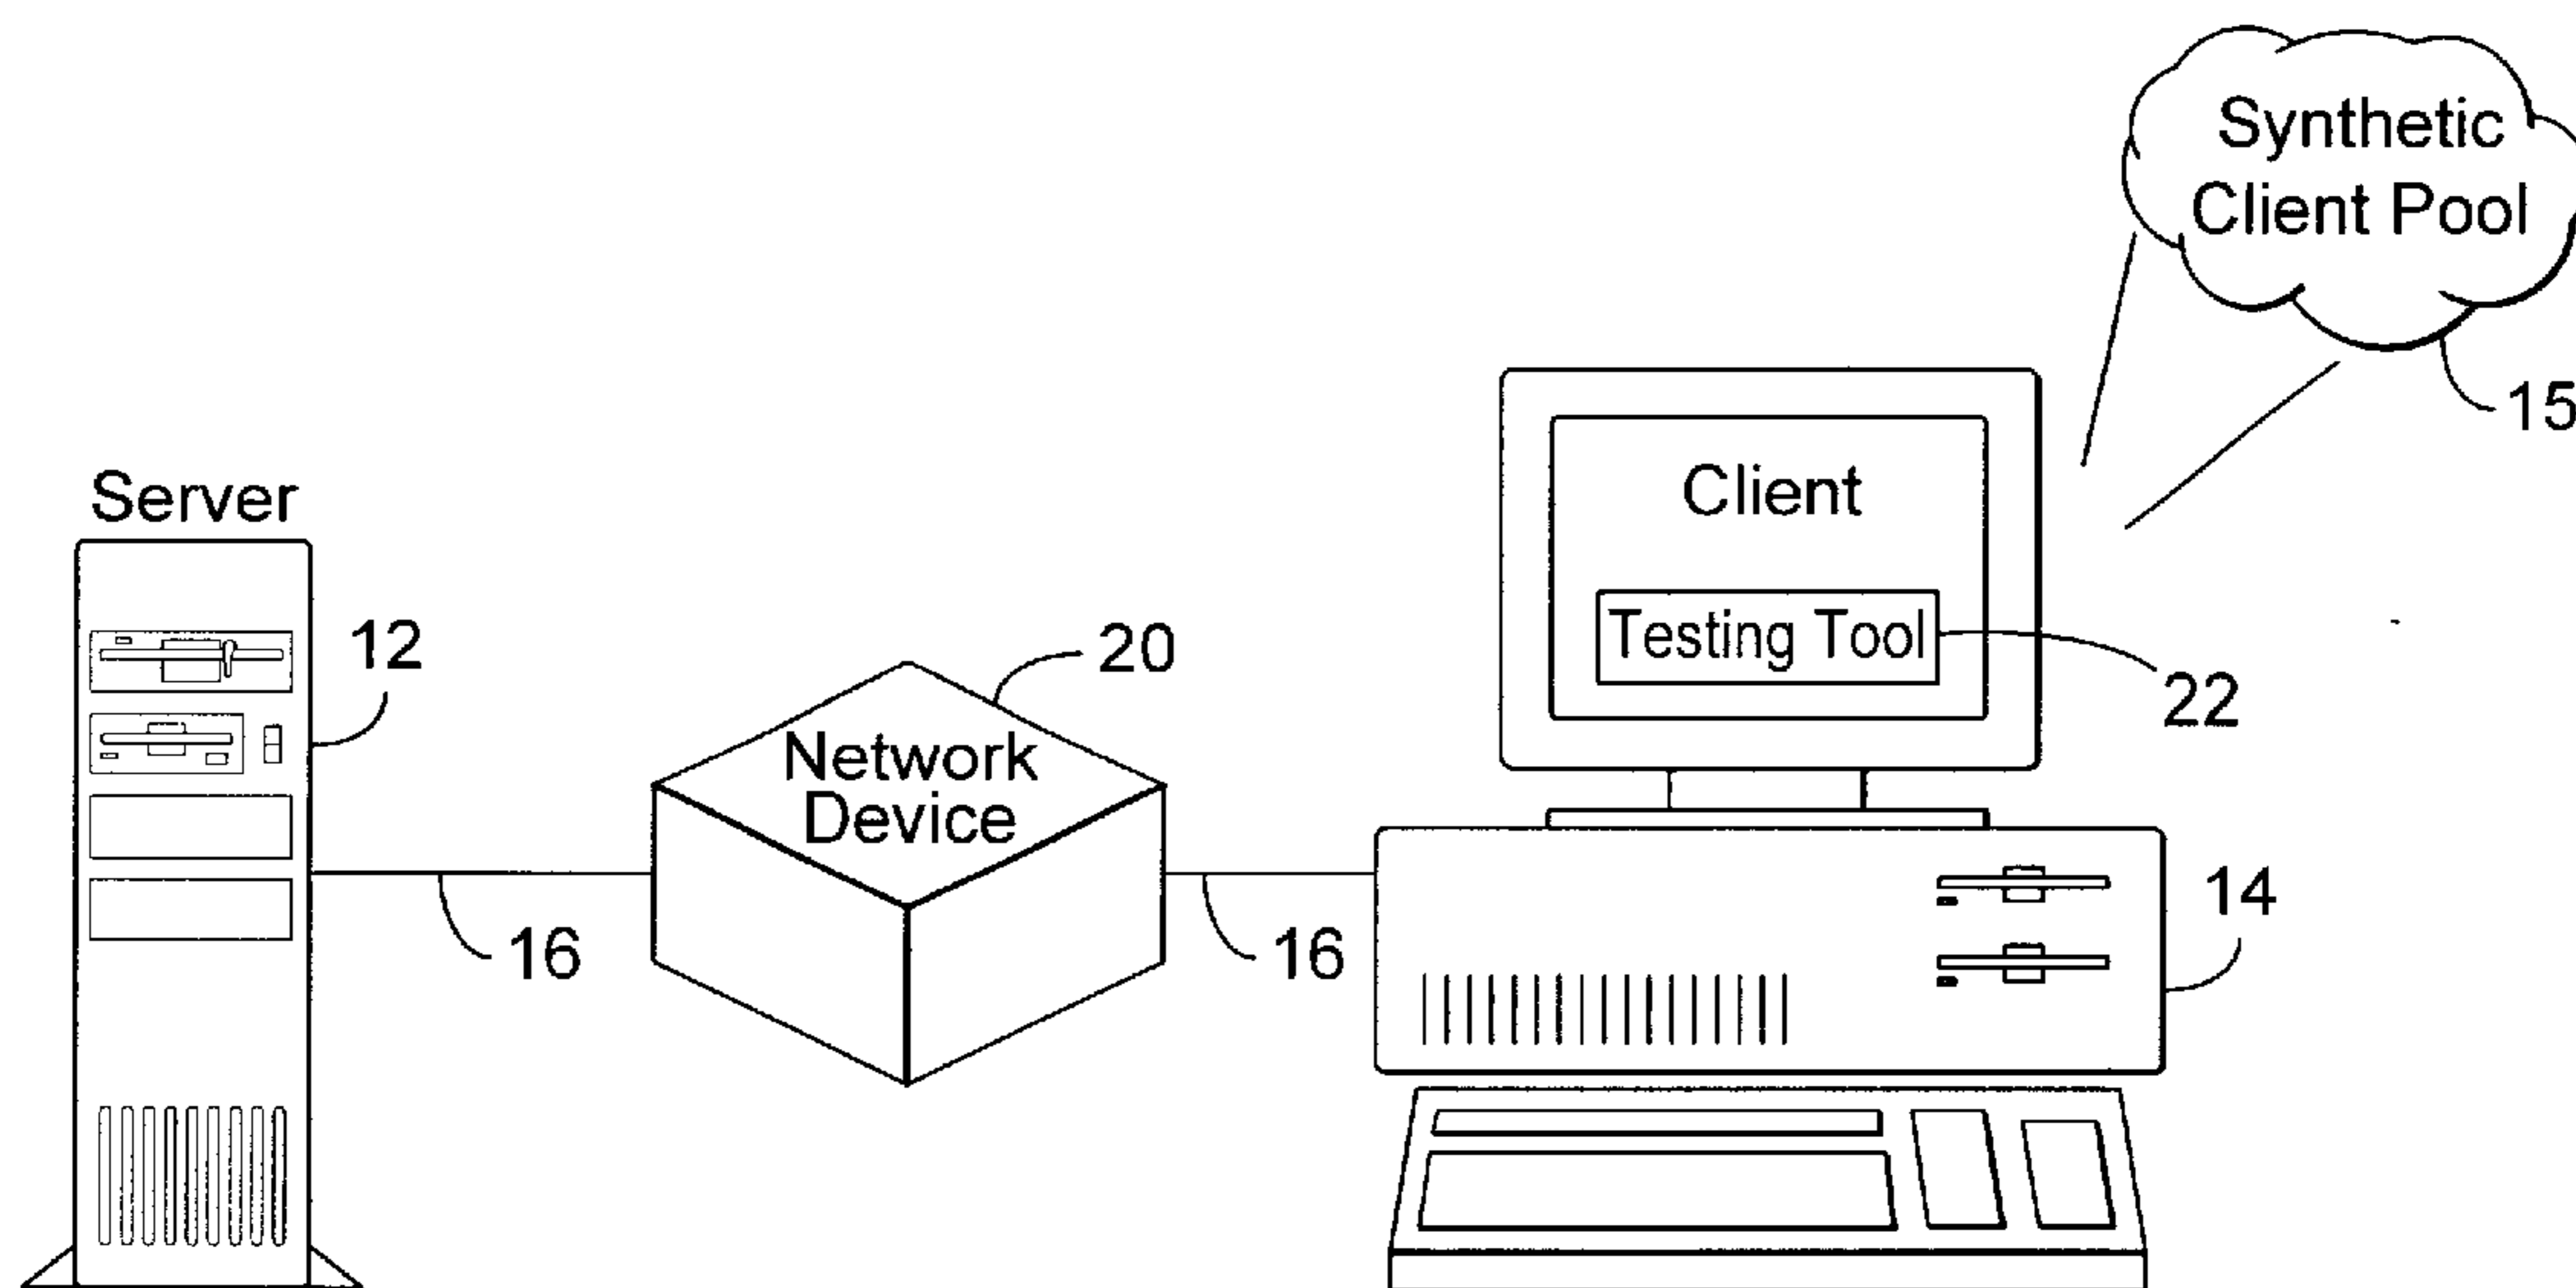 Synthetic
Client Pool
15
Client
Testing Tool
22
Server
12
20
Network
Device
16
16
14